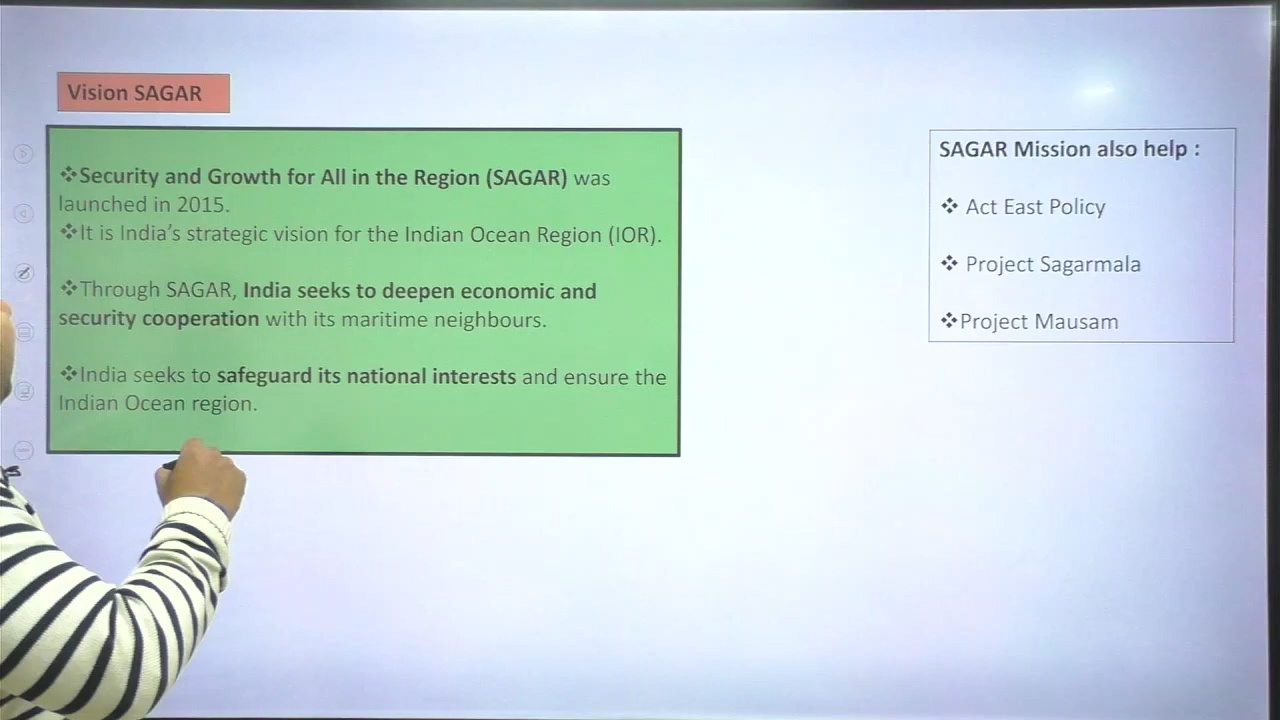 Vision SAGAR
❖Security and Growth for All in the Region (SAGAR) was
launched in 2015.
❖It is India's strategic vision for the Indian Ocean Region (IOR).
❖Through SAGAR, India seeks to deepen economic and
security cooperation with its maritime neighbours.
❖India seeks to safeguard its national interests and ensure the
Indian Ocean region.
SAGAR Mission also help :
❖ Act East Policy
❖ Project Sagarmala
❖Project Mausam